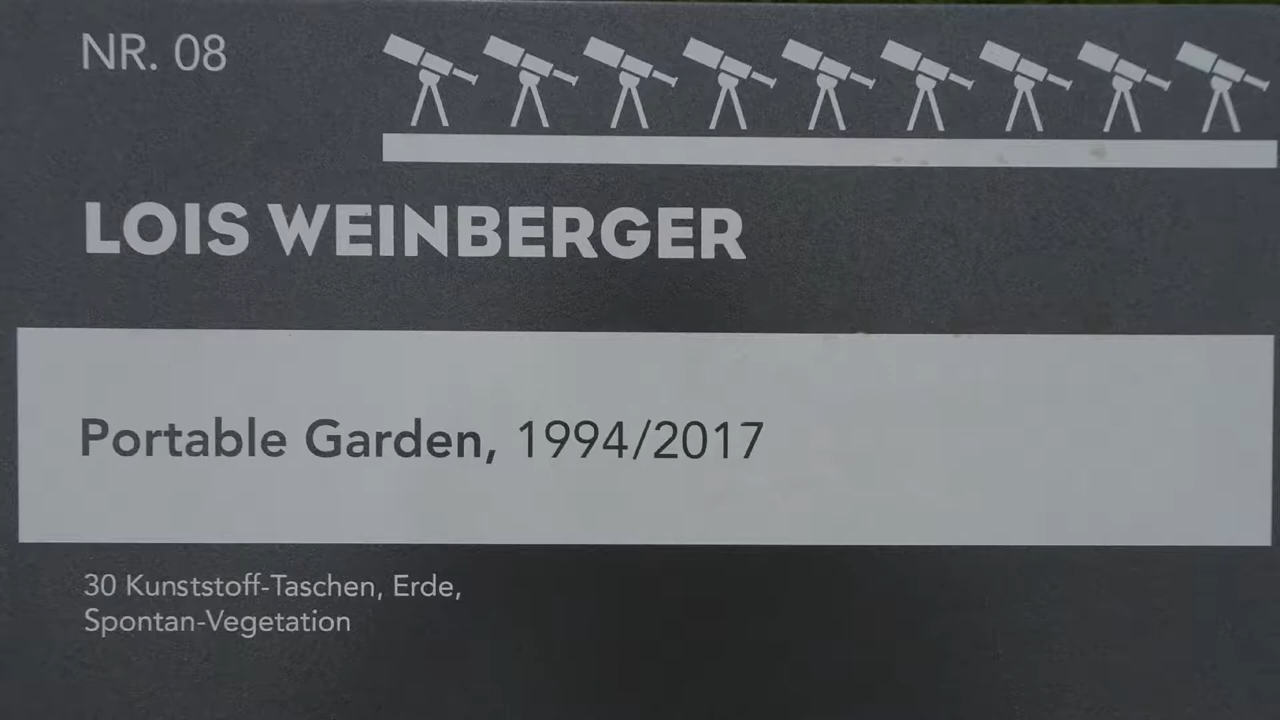 NR. 08
LOIS WEINBERGER
Portable Garden, 1994/2017
30 Kunststoff-Taschen, Erde,
Spontan-Vegetation